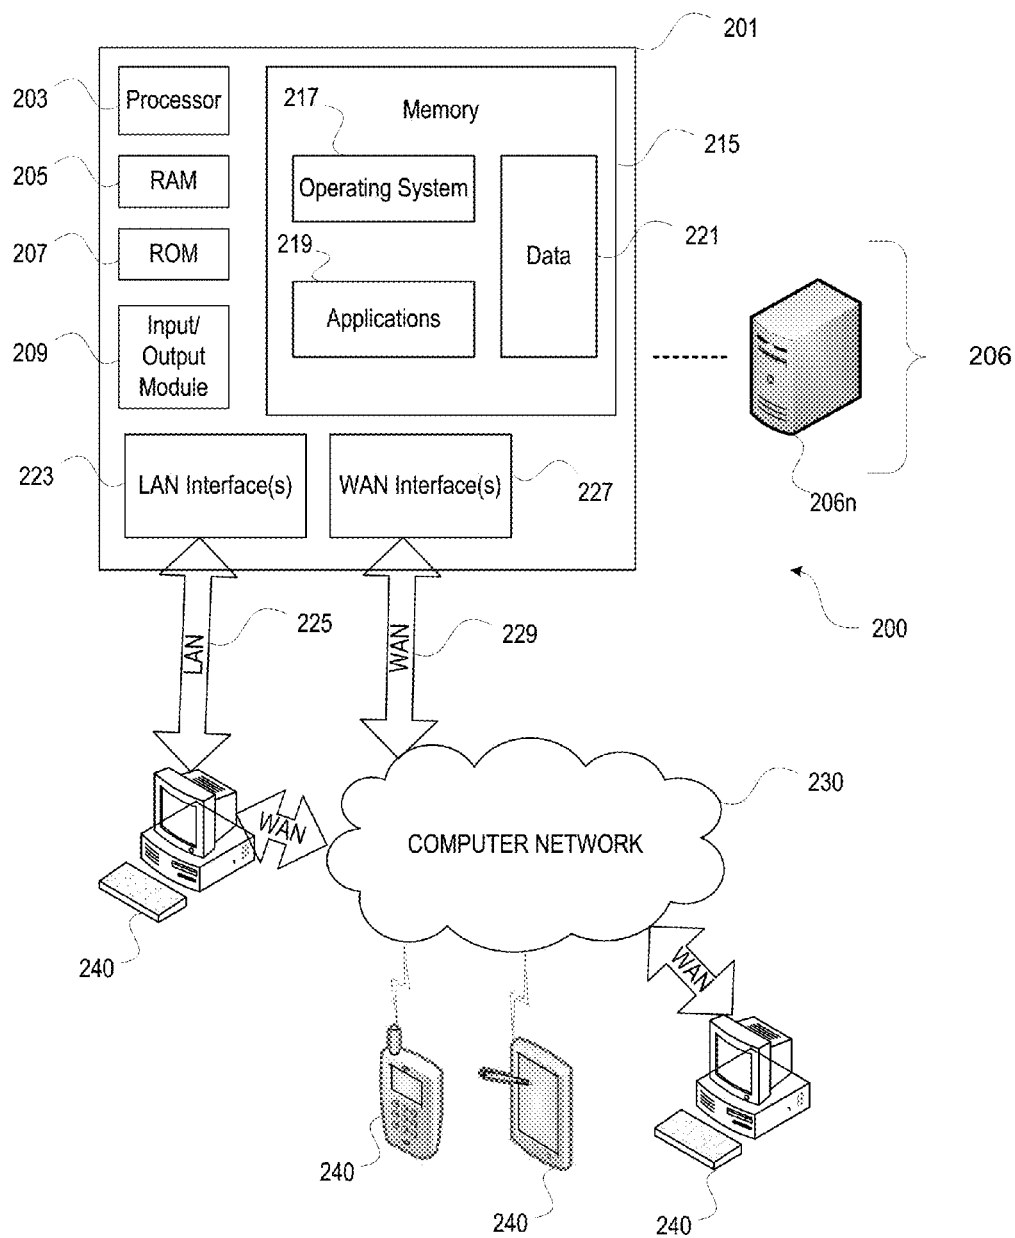 201
203
Processor
217
Memory
215
205
RAM
Operating System
207
ROM
219
Data
221
Applications
209
Input/
Output
Module
206
206n
223
LAN Interface(s)
WAN Interface(s)
227
200
LAN
225
WAN
229
230
WAN
COMPUTER NETWORK
240
WAN
240
240
240